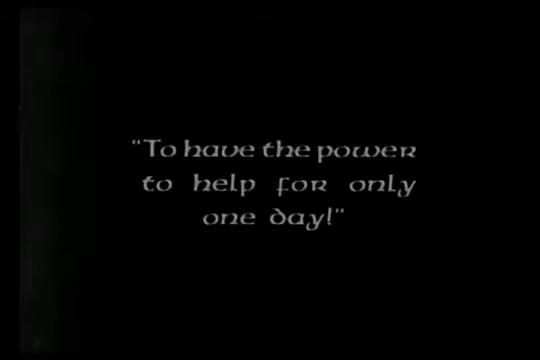 "To have the power
to help for only
one day!"